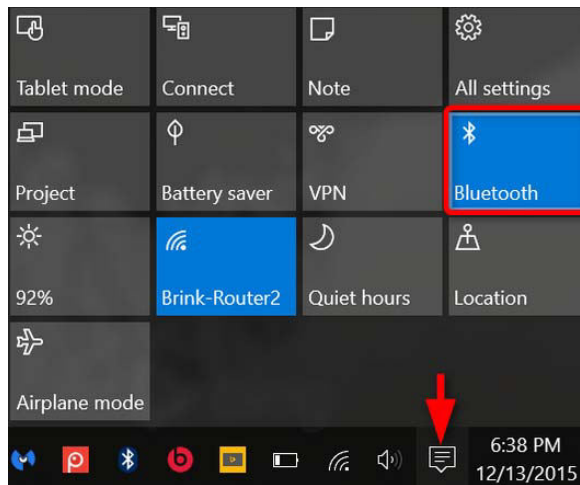 Tablet mode
Connect
Note
All settings
Project
Battery saver
VPN
Bluetooth
92%
Brink-Router2
Quiet hours
Location
Airplane mode
6:38 PM
12/13/2015